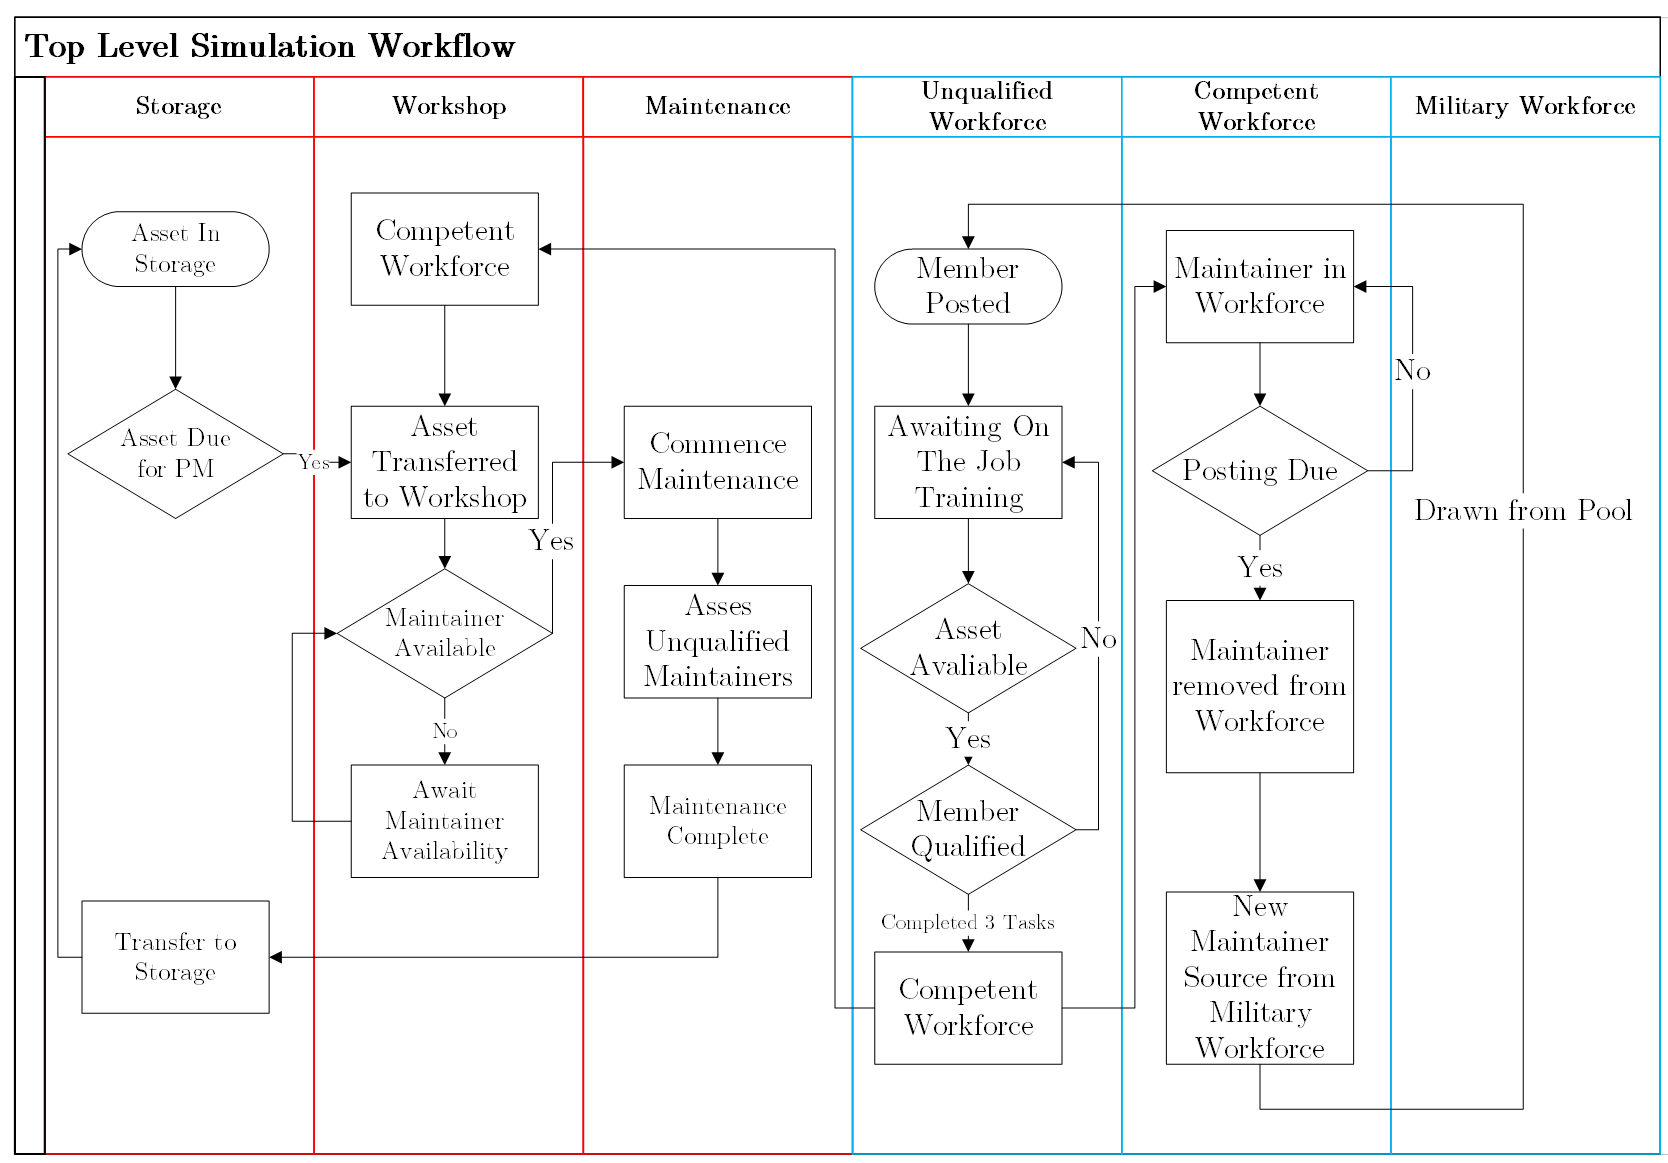 Top Level Simulation Workflow
Storage
Workshop
Maintenance
Unqualified
Workforce
Competent
Workforce
Military Workforce
Asset In
Storage
Asset Due
for PM
Yes
Transfer to
Storage
Competent
Workforce
Asset
Transferred
to Workshop
Yes
Maintainer
Available
No
Await
Maintainer
Availability
Commence
Maintenance
Asses
Unqualified
Maintainers
Maintenance
Complete
Member
Posted
Awaiting On
The Job
Training
Asset
Avaliable
No
Yes
Member
Qualified
Completed 3 Tasks
Competent
Workforce
Maintainer in
Workforce
No
Posting Due
Yes
Maintainer
removed from
Workforce
New
Maintainer
Source from
Military
Workforce
Drawn from Pool